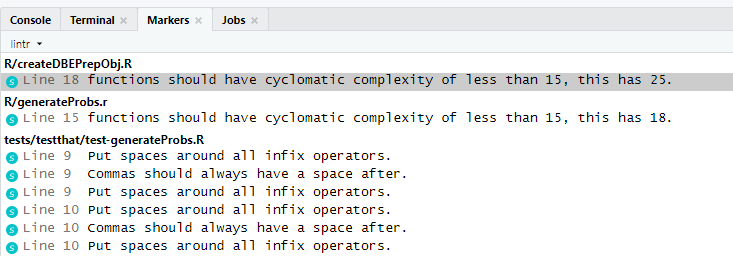 Console Terminal Markers Jobs
lintr
R/createDBEPrepObj.R
S Line 18 functions should have cyclomatic complexity of less than 15, this has 25.
R/generateProbs.r
S Line 15 functions should have cyclomatic complexity of less than 15, this has 18.
tests/testthat/test-generateProbs.R
S Line 9 Put spaces around all infix operators.
S Line 9 Commas should always have a space after.
S Line 9 Put spaces around all infix operators.
S Line 10 Put spaces around all infix operators.
S Line 10 Commas should always have a space after.
S Line 10 Put spaces around all infix operators.